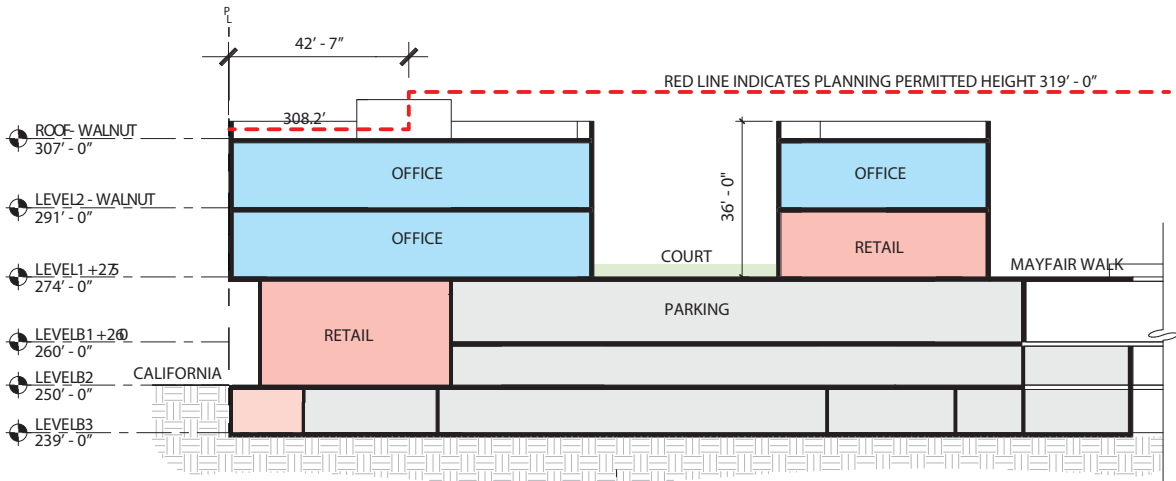 P
L
42' - 7"
RED LINE INDICATES PLANNING PERMITTED HEIGHT 319' - 0"
308.2'
ROOF- WALNUT
307' - 0"
OFFICE
OFFICE
36' - 0"
LEVEL2 - WALNUT
291' - 0"
OFFICE
RETAIL
COURT
LEVEL1 +275
274' - 0"
MAYFAIR WALK
PARKING
RETAIL
LEVELB1 +260
260' - 0"
CALIFORNIA
LEVELB2
250' - 0"
LEVELB3
239' - 0"